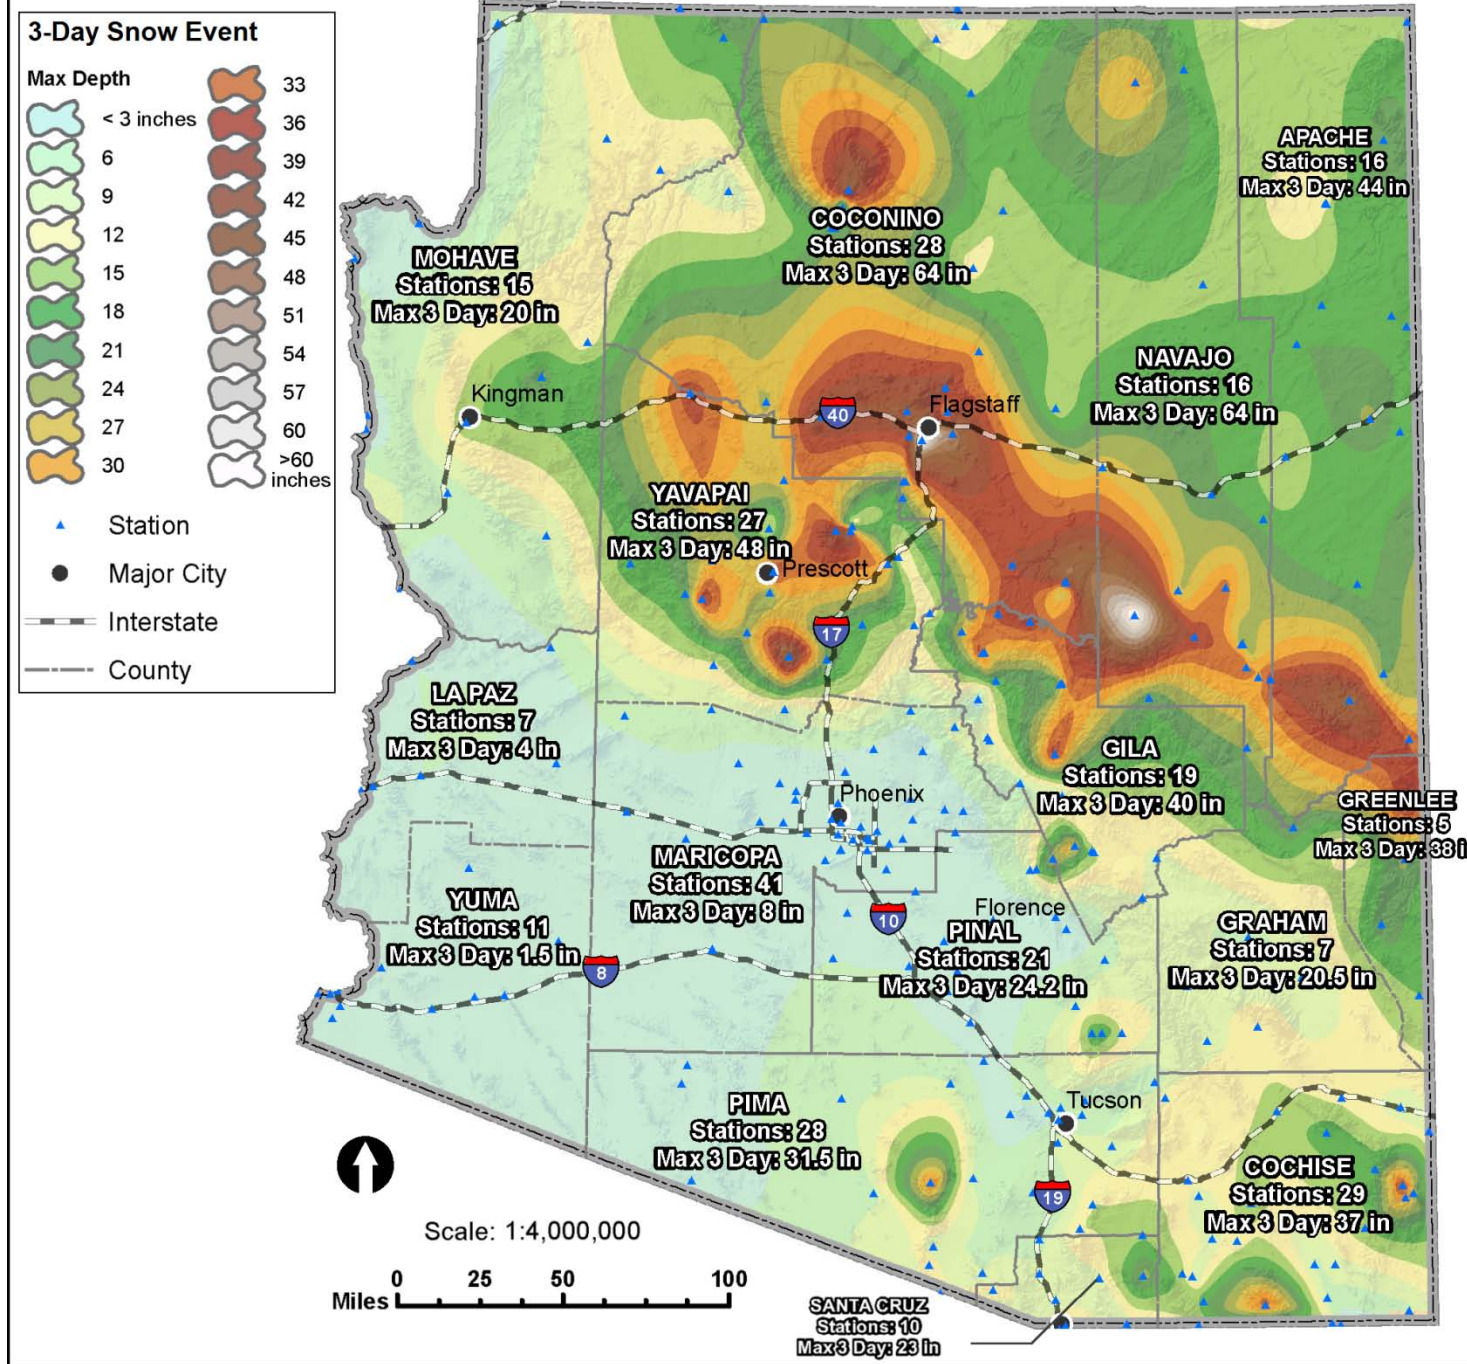 3-Day Snow Event
Max Depth
< 3 inches
6
9
12
15
18
21
24
27
30
33
36
39
42
45
48
51
54
57
60
>60
inches
Station
Major City
Interstate
County
APACHE
Stations: 16
Max 3 Day: 44 in
COCONINO
Stations: 28
Max 3 Day: 64 in
MOHAVE
Stations: 15
Max 3 Day: 20 in
NAVAJO
Stations: 16
Max 3 Day: 64 in
Kingman
40
Flagstaff
YAVAPAI
Stations: 27
Max 3 Day: 48 in
Prescott
17
LA PAZ
Stations: 7
Max 3 Day: 4 in
GILA
Stations: 19
Max 3 Day: 40 in
Phoenix
GREENLEE
Stations: 5
Max 3 Day: 38 i
MARICOPA
Stations: 41
Max 3 Day: 8 in
YUMA
Stations: 11
Max 3 Day: 1.5 in
8
10
Florence
PINAL
Stations: 21
Max 3 Day: 24.2 in
GRAHAM
Stations: 7
Max 3 Day: 20.5 in
PIMA
Stations: 28
Max 3 Day: 31.5 in
Tucson
19
COCHISE
Stations: 29
Max 3 Day: 37 in
Scale: 1:4,000,000
0 25 50 100
Miles
SANTA CRUZ
Stations: 10
Max 3 Day: 23 in